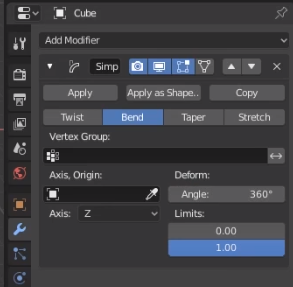 Cube
Add Modifier
Simp
Apply
Apply as Shape..
Copy
Twist
Bend
Taper
Stretch
Vertex Group:
Axis, Origin:
Deform:
Angle: 360°
Axis: Z
Limits:
0.00
1.00